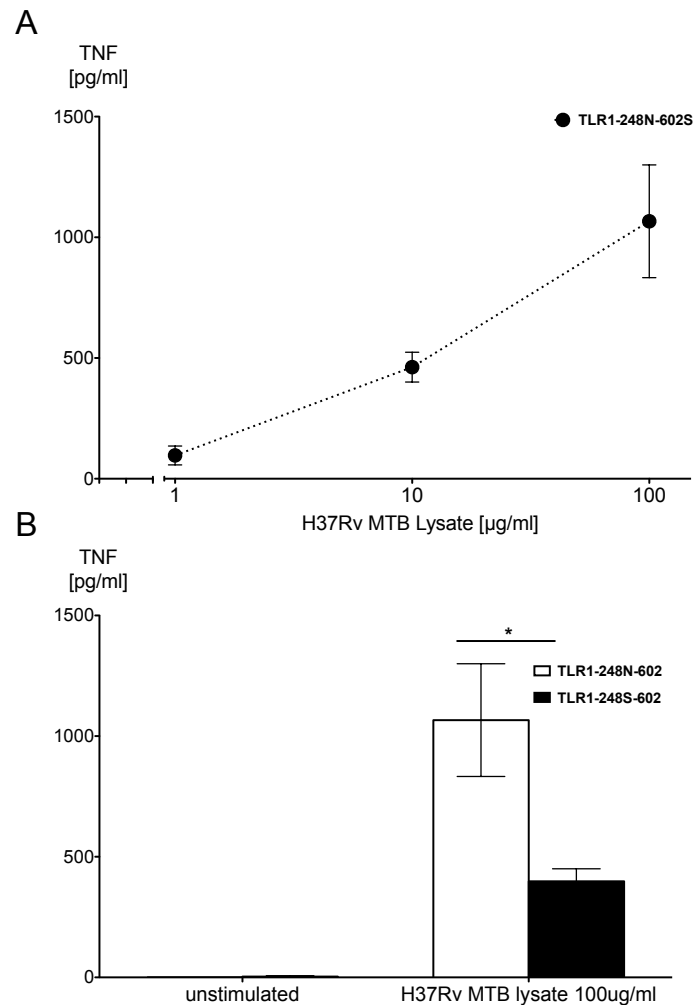 A
TNF
[pg/ml]
1500
TLR1-248N-602S
1000
500
0
1 10 100
H37Rv MTB Lysate [µg/ml]
B
TNF
[pg/ml]
1500
*
TLR1-248N-602
TLR1-248S-602
1000
500
0
unstimulated H37Rv MTB lysate 100ug/ml